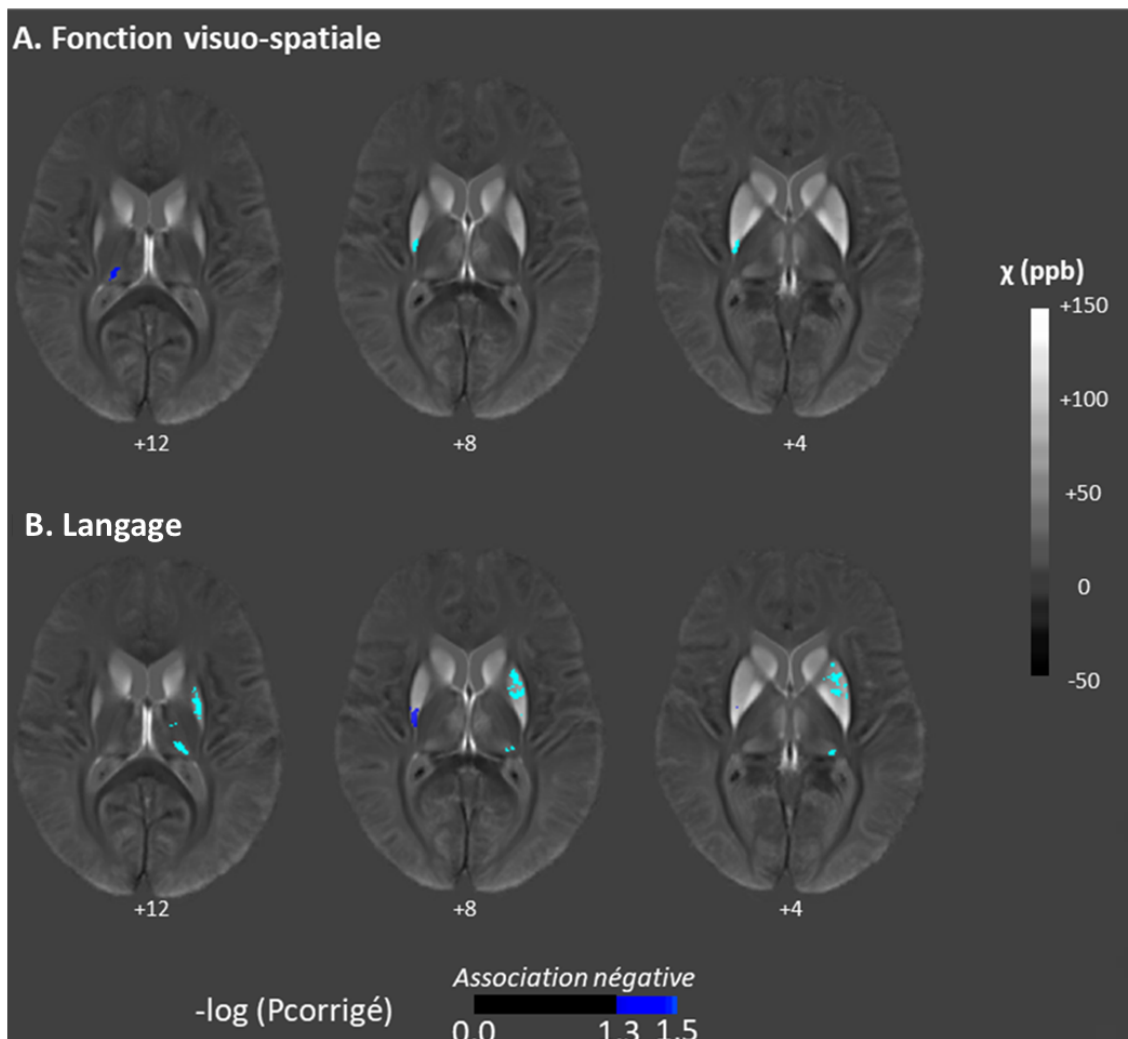 A. Fonction visuo-spatiale
+12
+8
+4
χ (ppb)
+150
+100
+50
0
-50
B. Langage
+12
+8
+4
Association négative
-log (Pcorrigé)
0.0
1.3
1.5